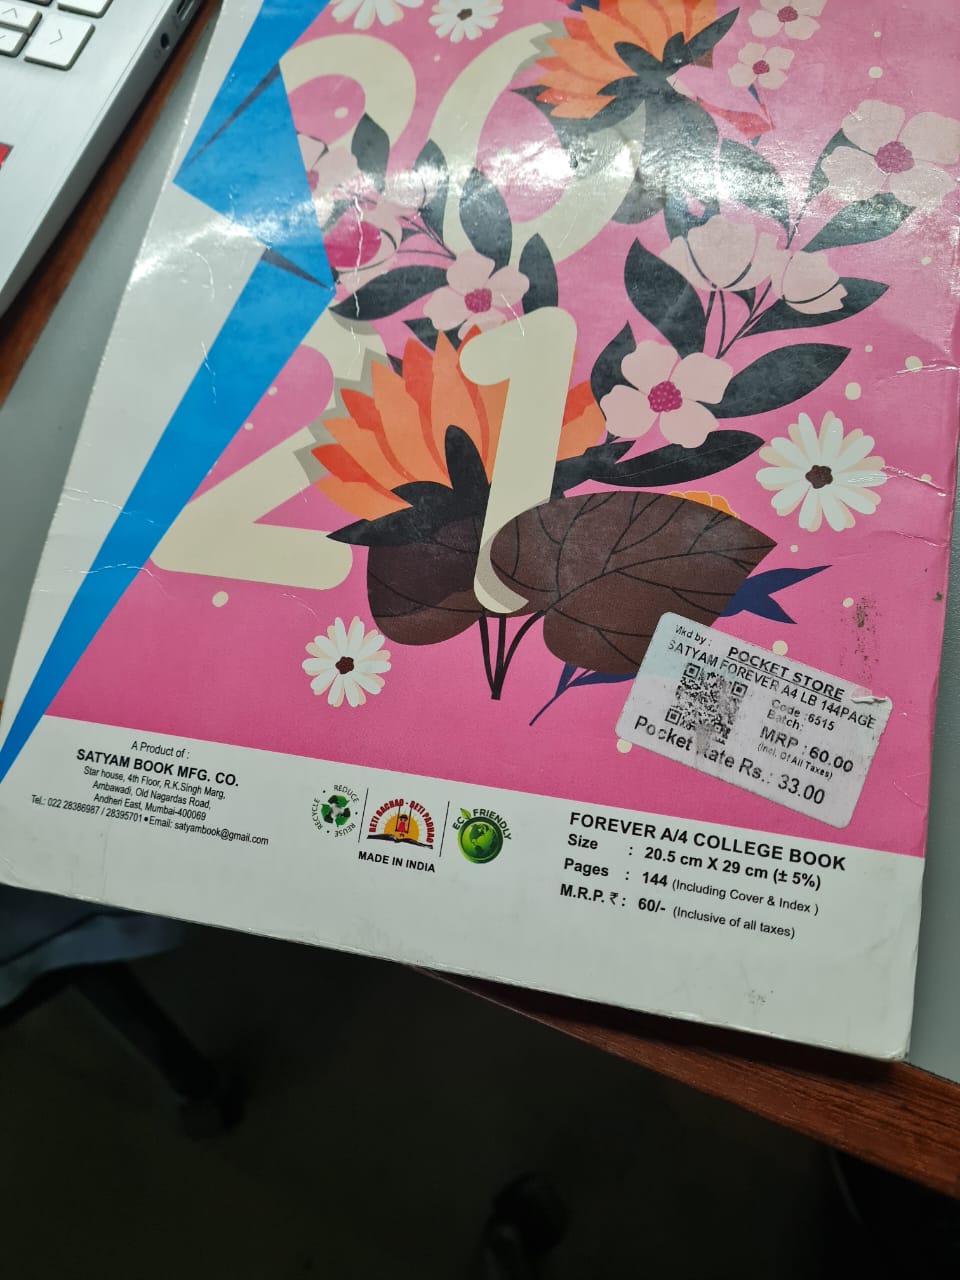 20
21
Mkd by : POCKET STORE
SATYAM FOREVER A4 LB 144PAGE
Code :6515
Batch:
MRP : 60.00
(Incl. Of All Taxes)
Pocket Rate Rs.: 33.00
A Product of :
SATYAM BOOK MFG. CO.
Star house, 4th Floor, R.K.Singh Marg,
Ambawadi, Old Nagardas Road,
Andheri East, Mumbai-400069
Tel.: 022 28386987 / 28395701 • Email: satyambook@gmail.com
REDUCE • REUSE • RECYCLE •
BETI BACHAO - BETI PADHAO
ECO FRIENDLY
MADE IN INDIA
FOREVER A/4 COLLEGE BOOK
Size : 20.5 cm X 29 cm (± 5%)
Pages : 144 (Including Cover & Index )
M.R.P. ₹ : 60/- (Inclusive of all taxes)